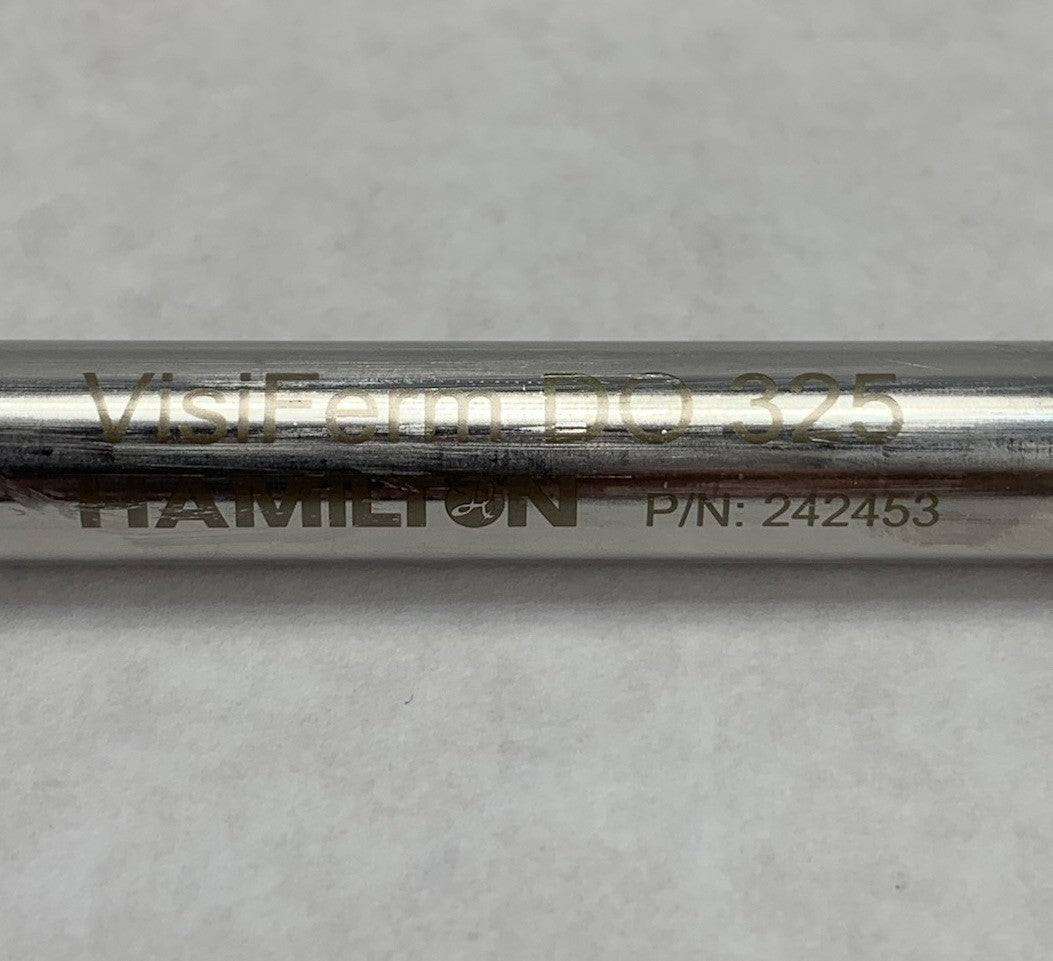 VisiFerm DO 325
HAMILTON P/N: 242453